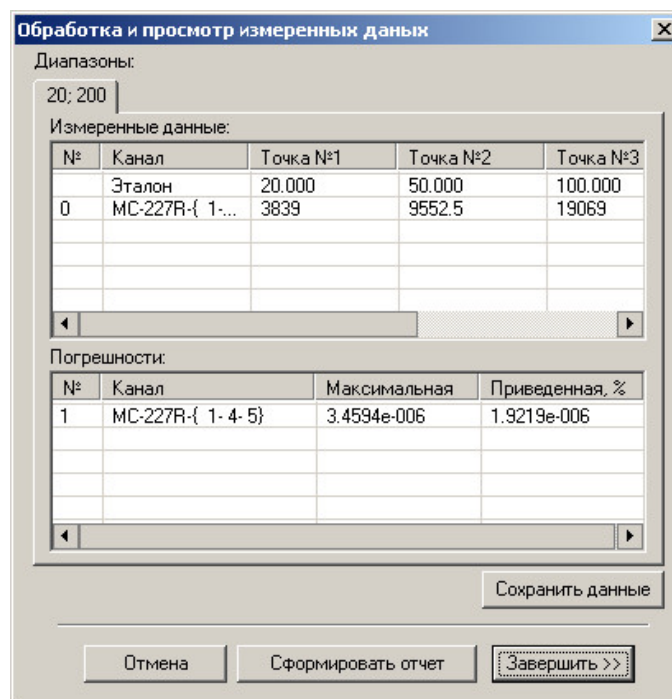 Обработка и просмотр измеренных даных
Диапазоны:
20; 200
Измеренные данные:
№ Канал Точка №1 Точка №2 Точка №3
Эталон 20.000 50.000 100.000
0 MC-227R-{ 1-... 3839 9552.5 19069
Погрешности:
№ Канал Максимальная Приведенная, %
1 MC-227R-{ 1- 4- 5} 3.4594e-006 1.9219e-006
Сохранить данные
Отмена Сформировать отчет Завершить >>